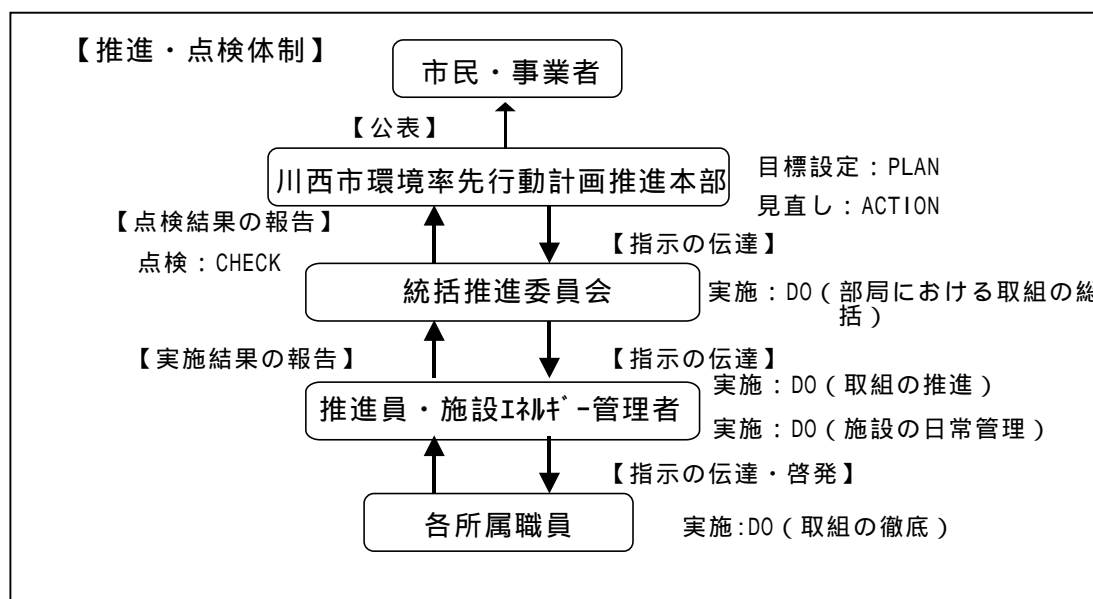 【推進・点検体制】
市民・事業者
【公表】
川西市環境率先行動計画推進本部
目標設定：PLAN
見直し：ACTION
【点検結果の報告】
点検：CHECK
【指示の伝達】
統括推進委員会
実施：DO（部局における取組の総
括）
【実施結果の報告】
【指示の伝達】
推進員・施設ｴﾈﾙｷﾞｰ管理者
実施：DO（取組の推進）
実施：DO（施設の日常管理）
【指示の伝達・啓発】
各所属職員
実施:DO（取組の徹底）